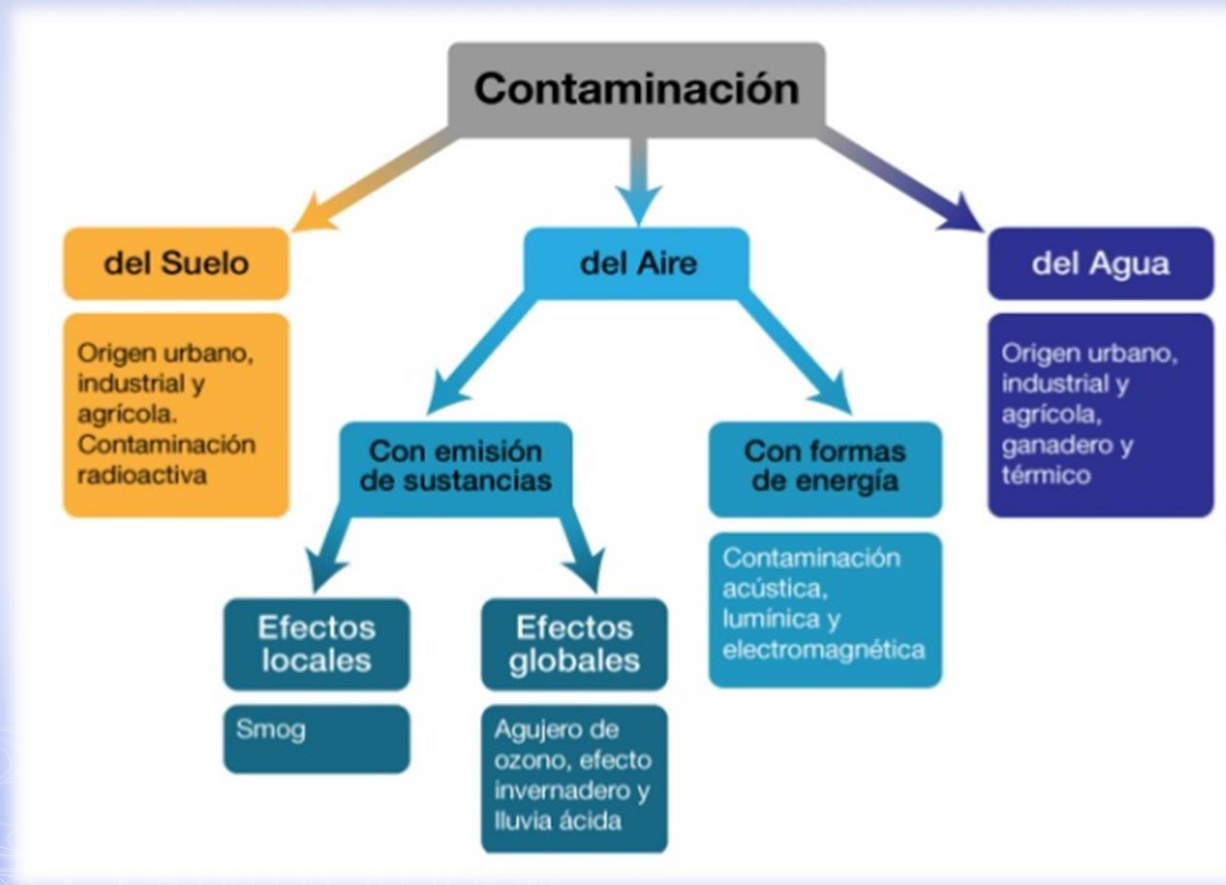 Contaminación
del Suelo
Origen urbano,
industrial y
agrícola.
Contaminación
radioactiva
del Aire
Con emisión
de sustancias
Efectos
locales
Smog
Efectos
globales
Agujero de
ozono, efecto
invernadero y
lluvia ácida
Con formas
de energía
Contaminación
acústica,
lumínica y
electromagnética
del Agua
Origen urbano,
industrial y
agrícola,
ganadero y
térmico